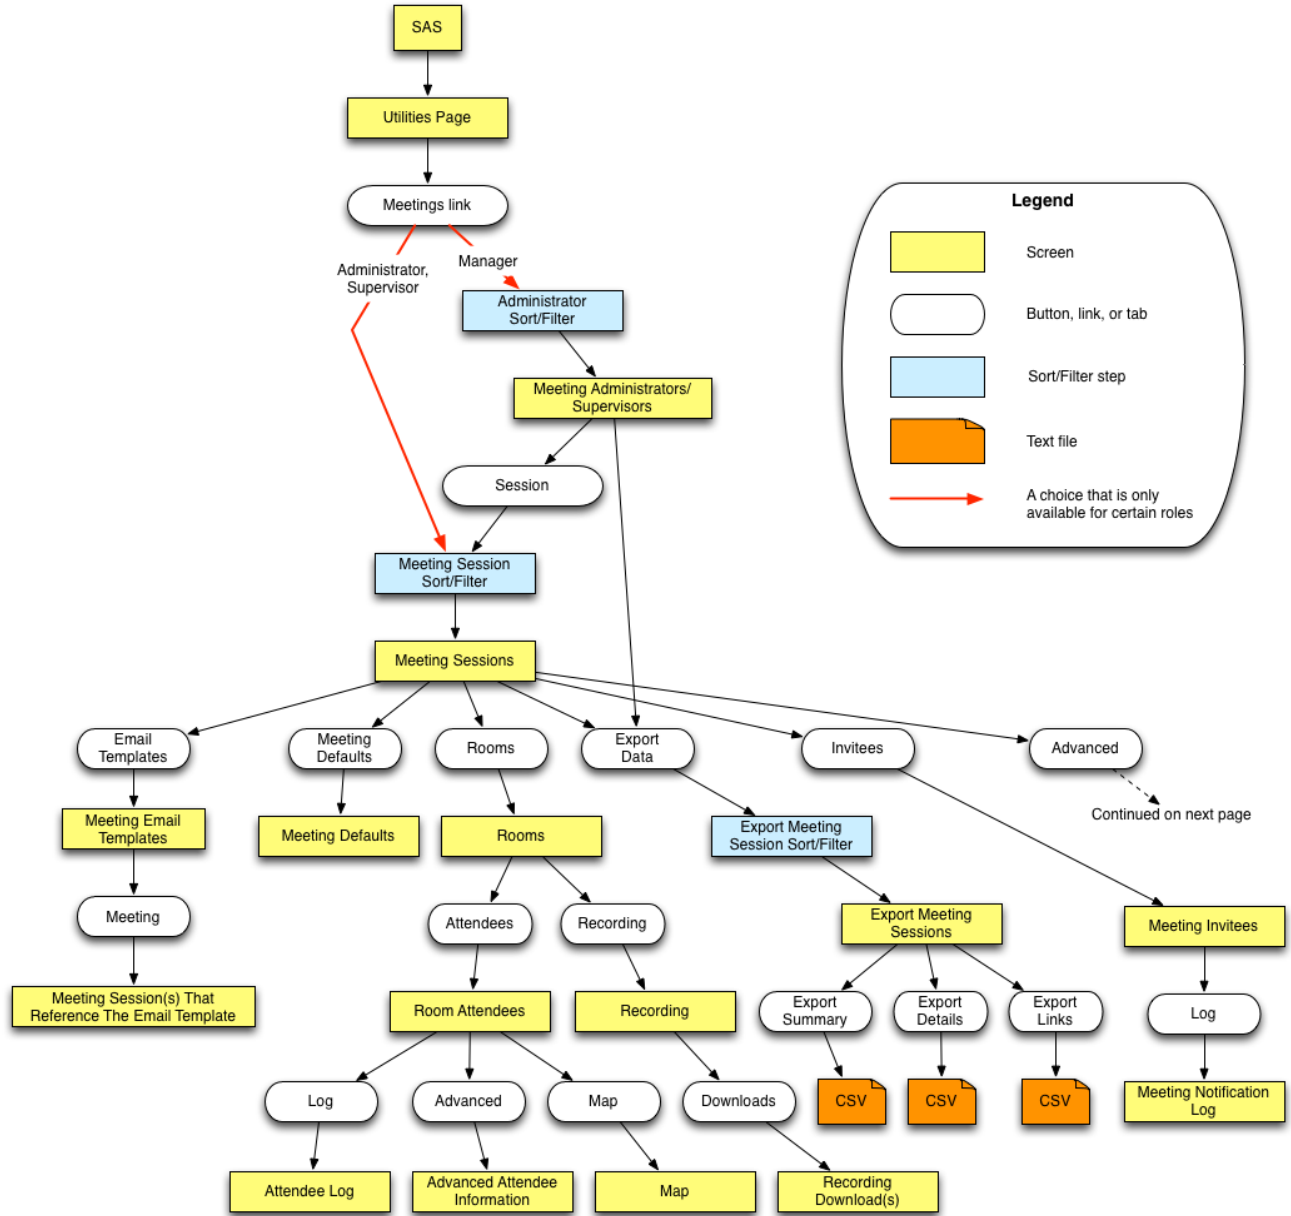 SAS
Utilities Page
Meetings link
Manager
Administrator,
Supervisor
Administrator
Sort/Filter
Meeting Administrators/
Supervisors
Session
Meeting Session
Sort/Filter
Meeting Sessions
Legend
Screen
Button, link, or tab
Sort/Filter step
Text file
A choice that is only
available for certain roles
Email
Templates
Meeting
Defaults
Rooms
Export
Data
Invitees
Advanced
Continued on next page
Meeting Email
Templates
Meeting Defaults
Rooms
Export Meeting
Session Sort/Filter
Meeting
Attendees
Recording
Export Meeting
Sessions
Meeting Invitees
Meeting Session(s) That
Reference The Email Template
Room Attendees
Recording
Export
Summary
Export
Details
Export
Links
Log
Log
Advanced
Map
Downloads
CSV
CSV
CSV
Meeting Notification
Log
Attendee Log
Advanced Attendee
Information
Map
Recording
Download(s)